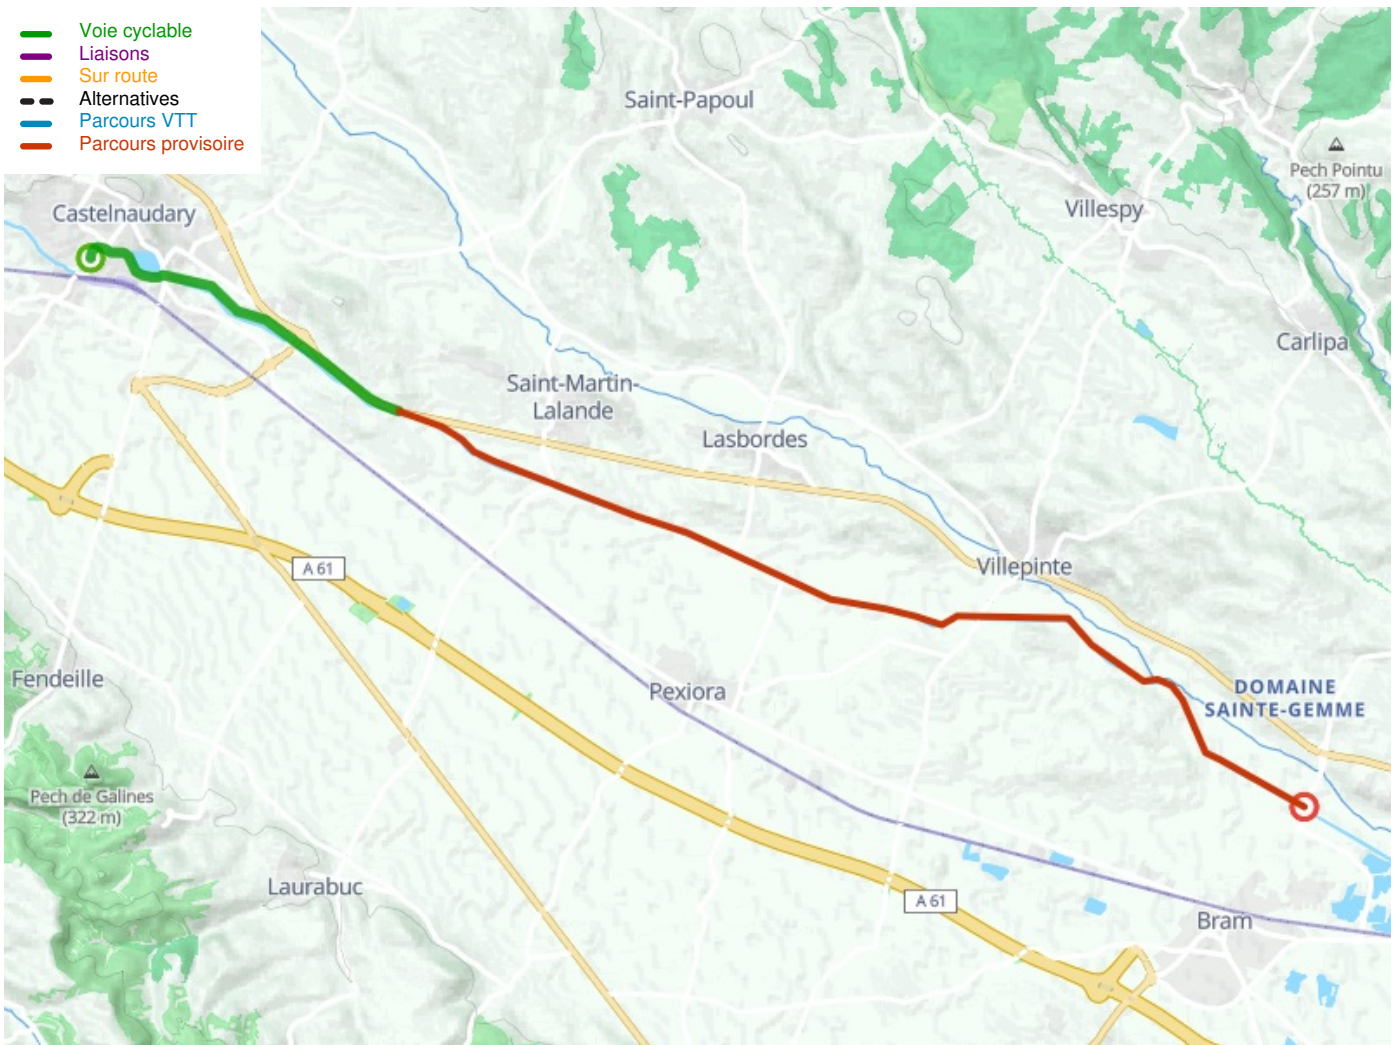 Voie cyclable
Liaisons
Sur route
Alternatives
Parcours VTT
Parcours provisoire
Saint-Papoul
Pech Pointu
(257 m)
Villespy
Castelnaudary
Carlipa
Saint-Martin-
Lalande
Lasbordes
Villepinte
A 61
Fendeille
Pexiora
DOMAINE
SAINTE-GEMME
Pech de Galines
(322 m)
Laurabuc
A 61
Bram